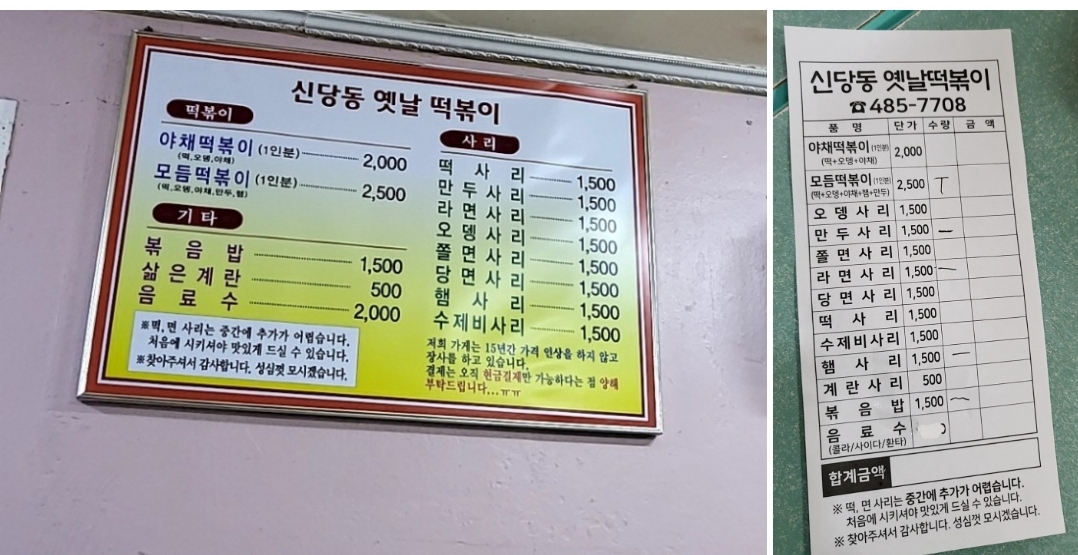 신당동 옛날 떡볶이
떡볶이
야채떡볶이 (1인분) 2,000
(떡,오뎅,야채)
모듬떡볶이 (1인분) 2,500
(떡,오뎅,야채,만두,햄)
기타
볶음밥 1,500
삶은계란 500
음료수 2,000
※떡,면 사리는 중간에 추가가 어렵습니다.
처음에 시키셔야 맛있게 드실 수 있습니다.
※찾아주셔서 감사합니다. 성심껏 모시겠습니다.
사리
떡사리 1,500
만두사리 1,500
라면사리 1,500
오뎅사리 1,500
쫄면사리 1,500
당면사리 1,500
햄사리 1,500
수제비사리 1,500
저희 가게는 15년간 가격 인상을 하지 않고
장사를 하고 있습니다.
결제는 오직 현금결제만 가능하다는 점 양해
부탁드립니다...ㅠㅠ
신당동 옛날떡볶이
☎485-7708
품명 단가 수량 금액
야채떡볶이 (1인분) 2,000
(떡+오뎅+야채)
모듬떡볶이 (1인분) 2,500 T
(떡+오뎅+야채+햄+만두)
오뎅사리 1,500
만두사리 1,500 一
쫄면사리 1,500
라면사리 1,500 一
당면사리 1,500
떡사리 1,500
수제비사리 1,500
햄사리 1,500 一
계란사리 500
볶음밥 1,500 一
음료수
(콜라/사이다/환타)
합계금액
※ 떡, 면 사리는 중간에 추가가 어렵습니다.
처음에 시키셔야 맛있게 드실 수 있습니다.
※ 찾아주셔서 감사합니다. 성심껏 모시겠습니다.